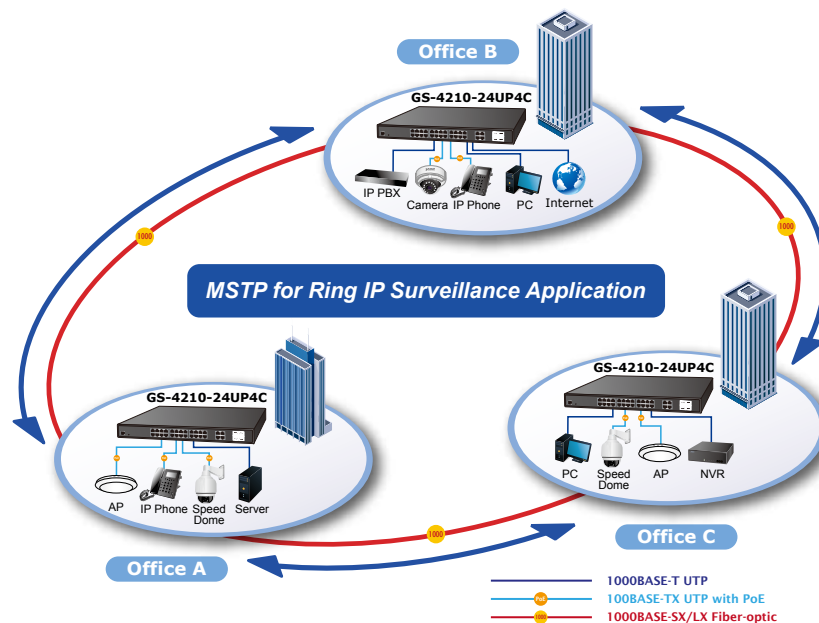 Office B
GS-4210-24UP4C
IP PBX
Camera
IP Phone
PC
Internet
1000
1000
MSTP for Ring IP Surveillance Application
GS-4210-24UP4C
AP
IP Phone
Speed
Dome
Server
Office A
GS-4210-24UP4C
PC
Speed
Dome
AP
NVR
Office C
1000
1000BASE-T UTP
PoE
100BASE-TX UTP with PoE
1000
1000BASE-SX/LX Fiber-optic